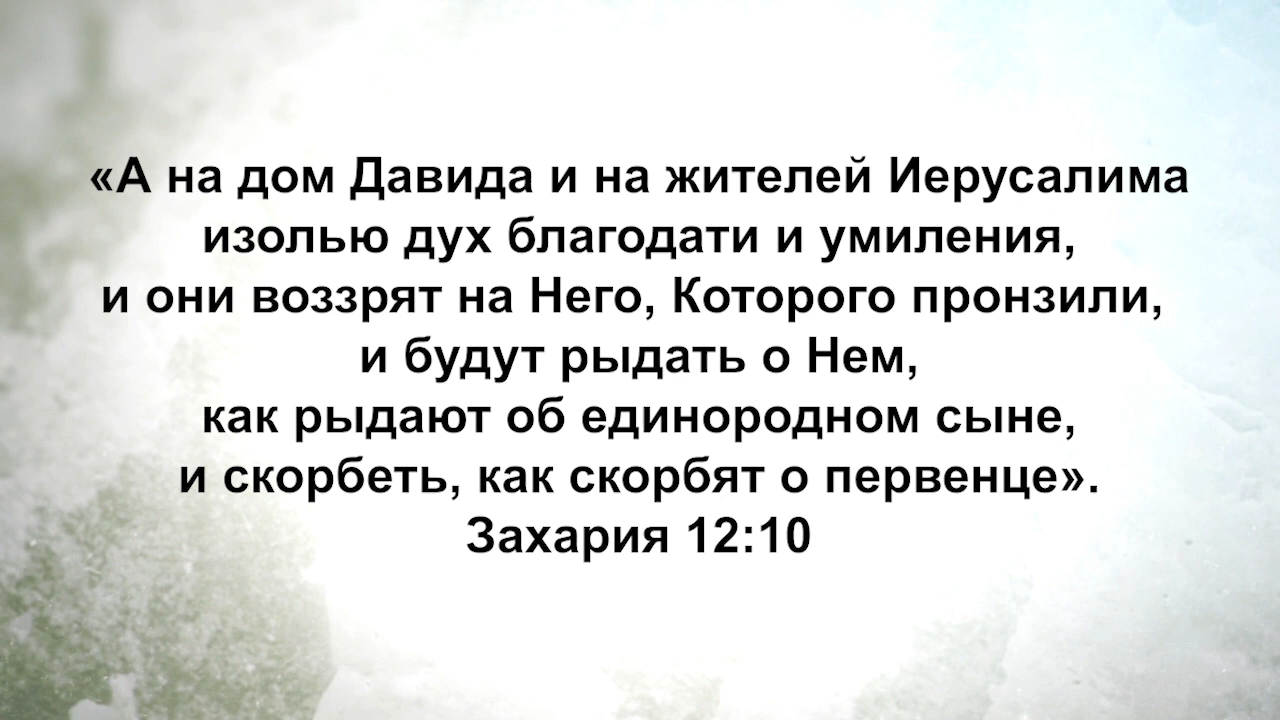 «А на дом Давида и на жителей Иерусалима
изолью дух благодати и умиления,
и они воззрят на Него, Которого пронзили,
и будут рыдать о Нем,
как рыдают об единородном сыне,
и скорбеть, как скорбят о первенце».
Захария 12:10